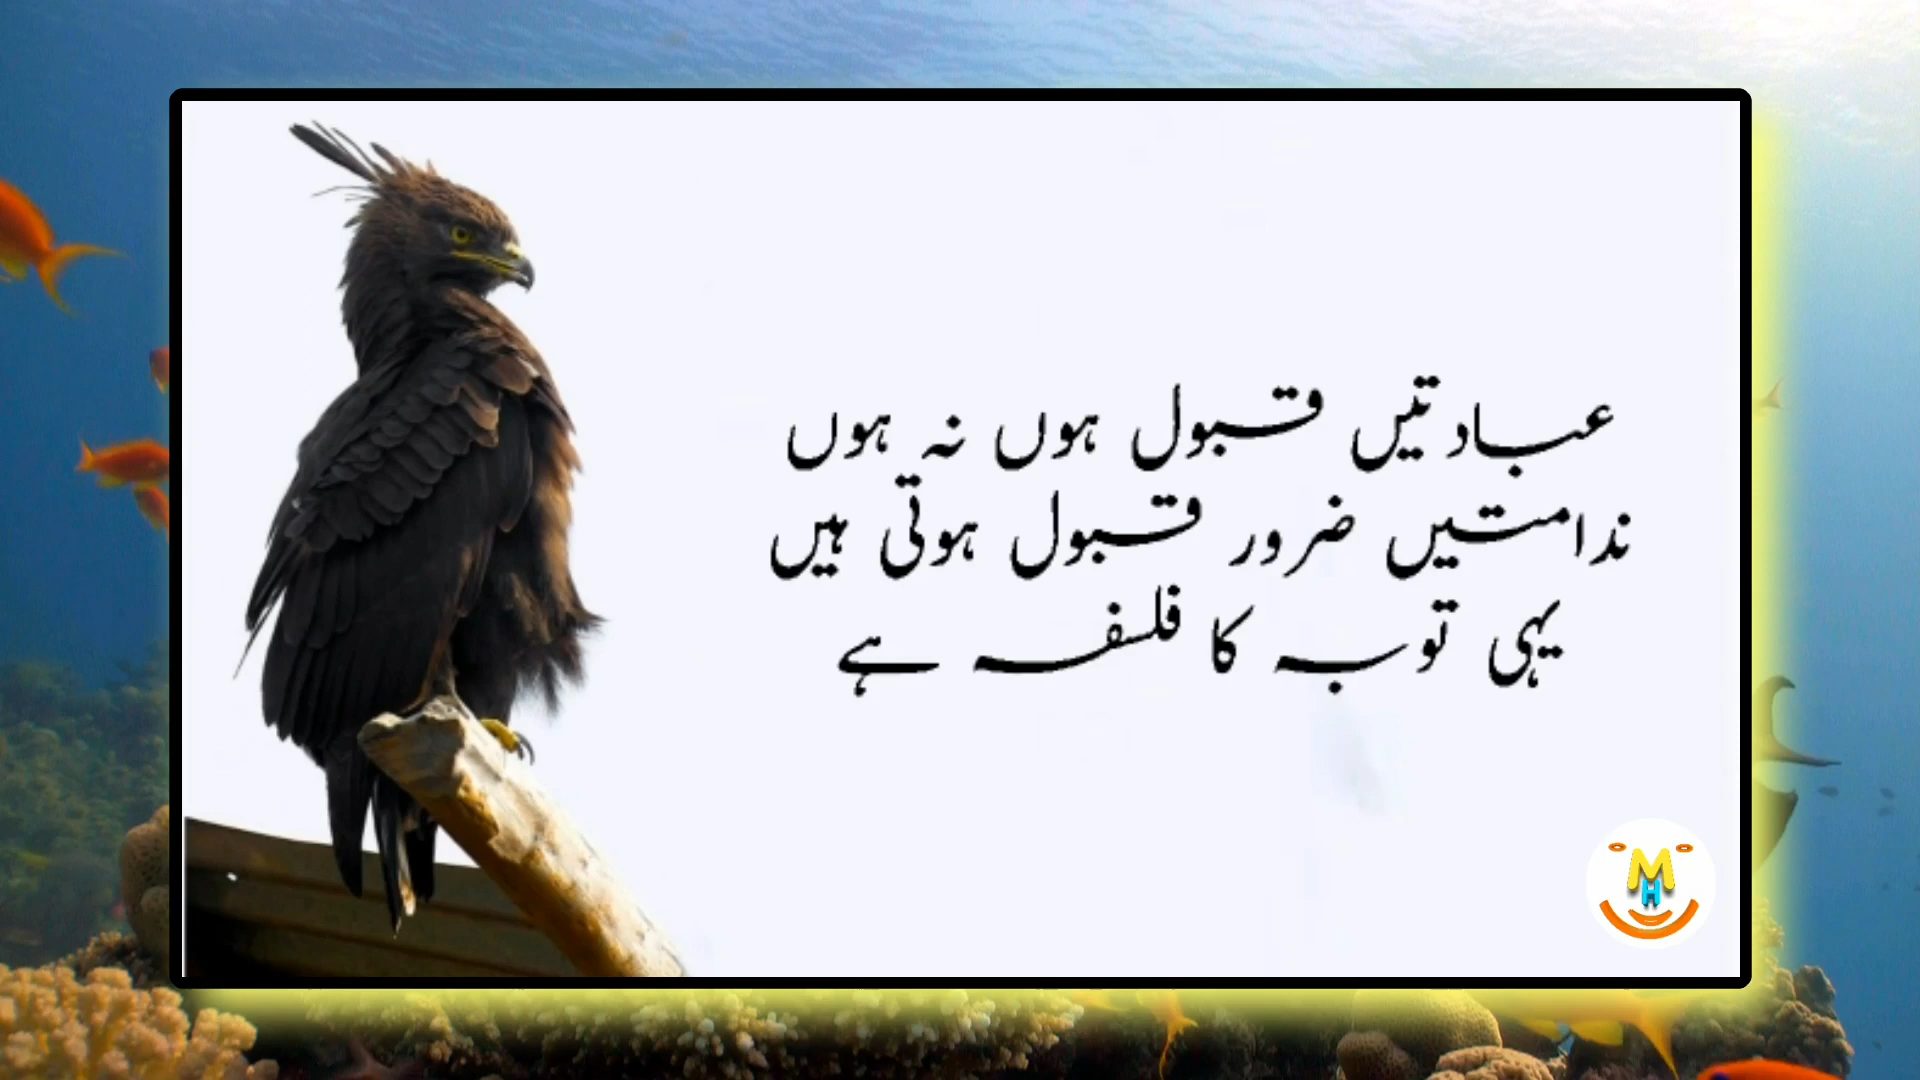 عبادتیں قبول ہوں نہ ہوں
ندامتیں ضرور قبول ہوتی ہیں
یہی توبہ کا فلسفہ ہے
M
H